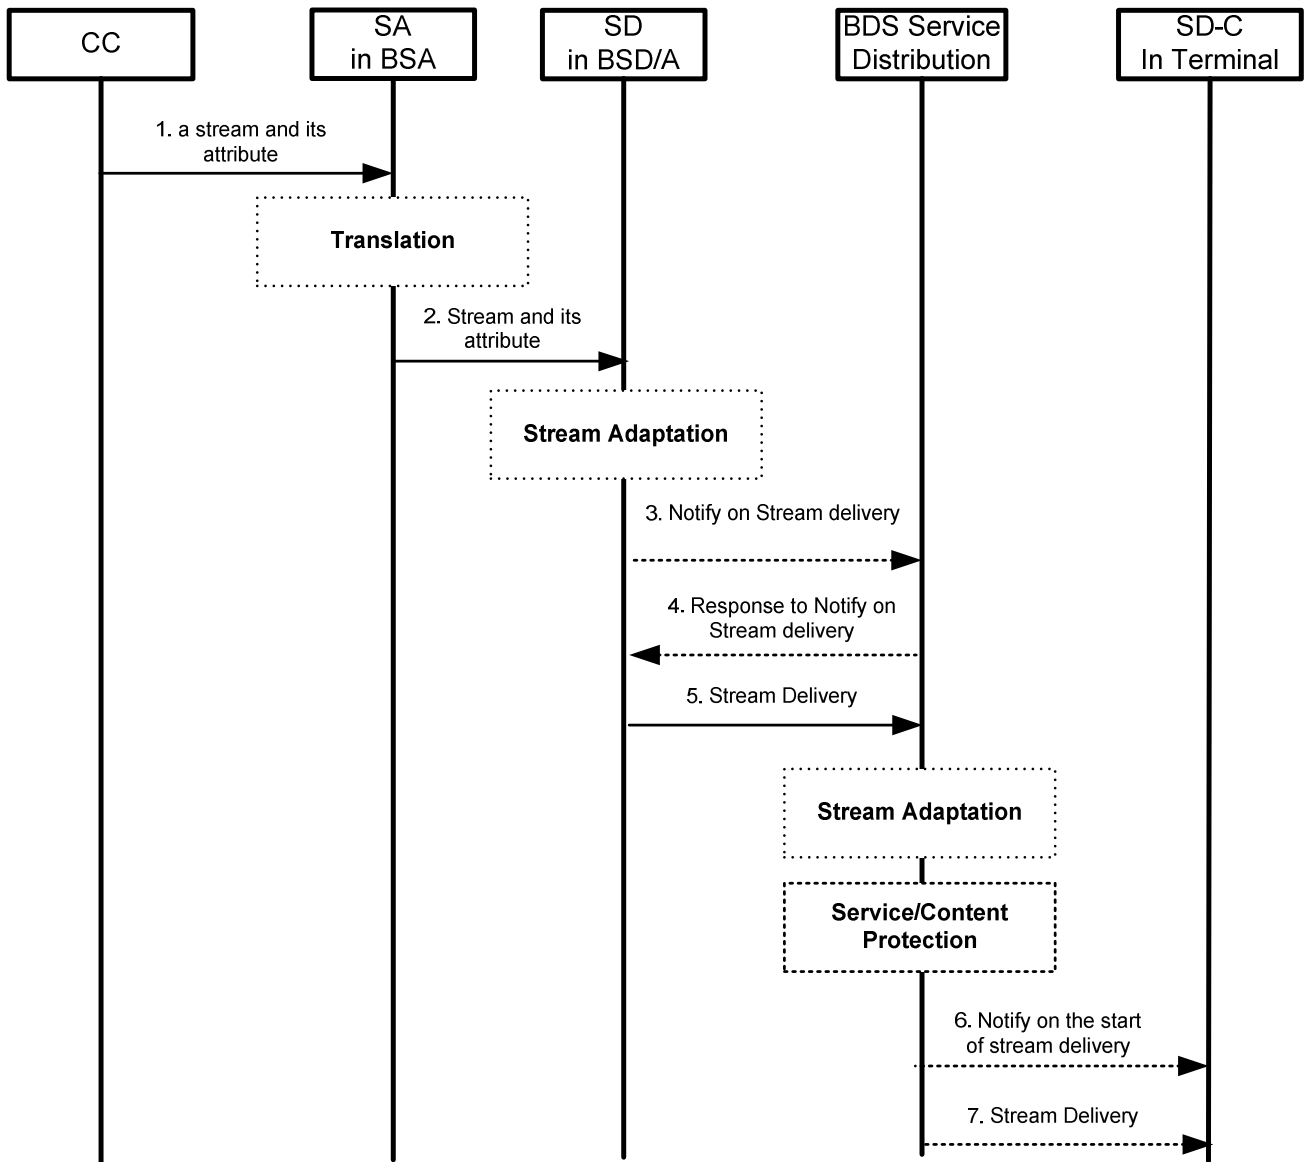 CC
SA
in BSA
SD
in BSD/A
BDS Service
Distribution
SD-C
In Terminal
1. a stream and its
attribute
Translation
2. Stream and its
attribute
Stream Adaptation
3. Notify on Stream delivery
4. Response to Notify on
Stream delivery
5. Stream Delivery
Stream Adaptation
Service/Content
Protection
6. Notify on the start
of stream delivery
7. Stream Delivery